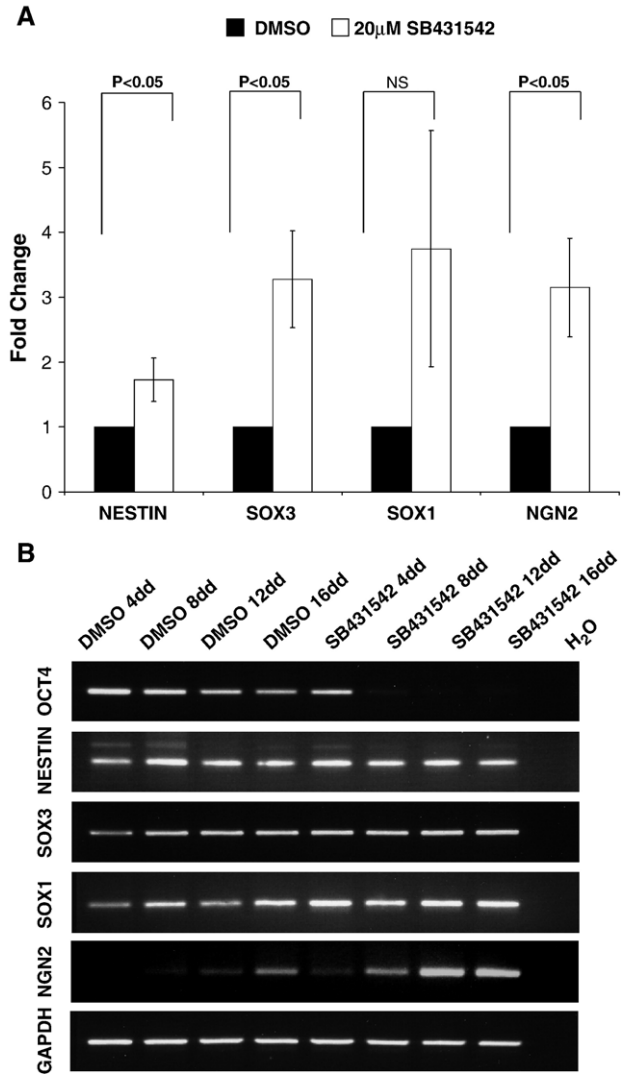 A
DMSO 20μM SB431542
P<0.05 P<0.05 NS P<0.05
Fold Change
6
5
4
3
2
1
0
NESTIN SOX3 SOX1 NGN2
B
DMSO 4dd DMSO 8dd DMSO 12dd DMSO 16dd SB431542 4dd SB431542 8dd SB431542 12dd SB431542 16dd H₂O
OCT4
NESTIN
SOX3
SOX1
NGN2
GAPDH